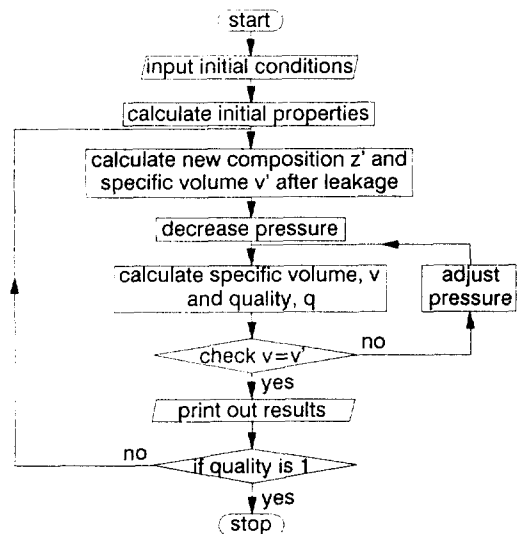 start
input initial conditions
calculate initial properties
calculate new composition z' and
specific volume v' after leakage
decrease pressure
calculate specific volume, v
and quality, q
adjust
pressure
check v=v'
no
yes
print out results
no
if quality is 1
yes
stop